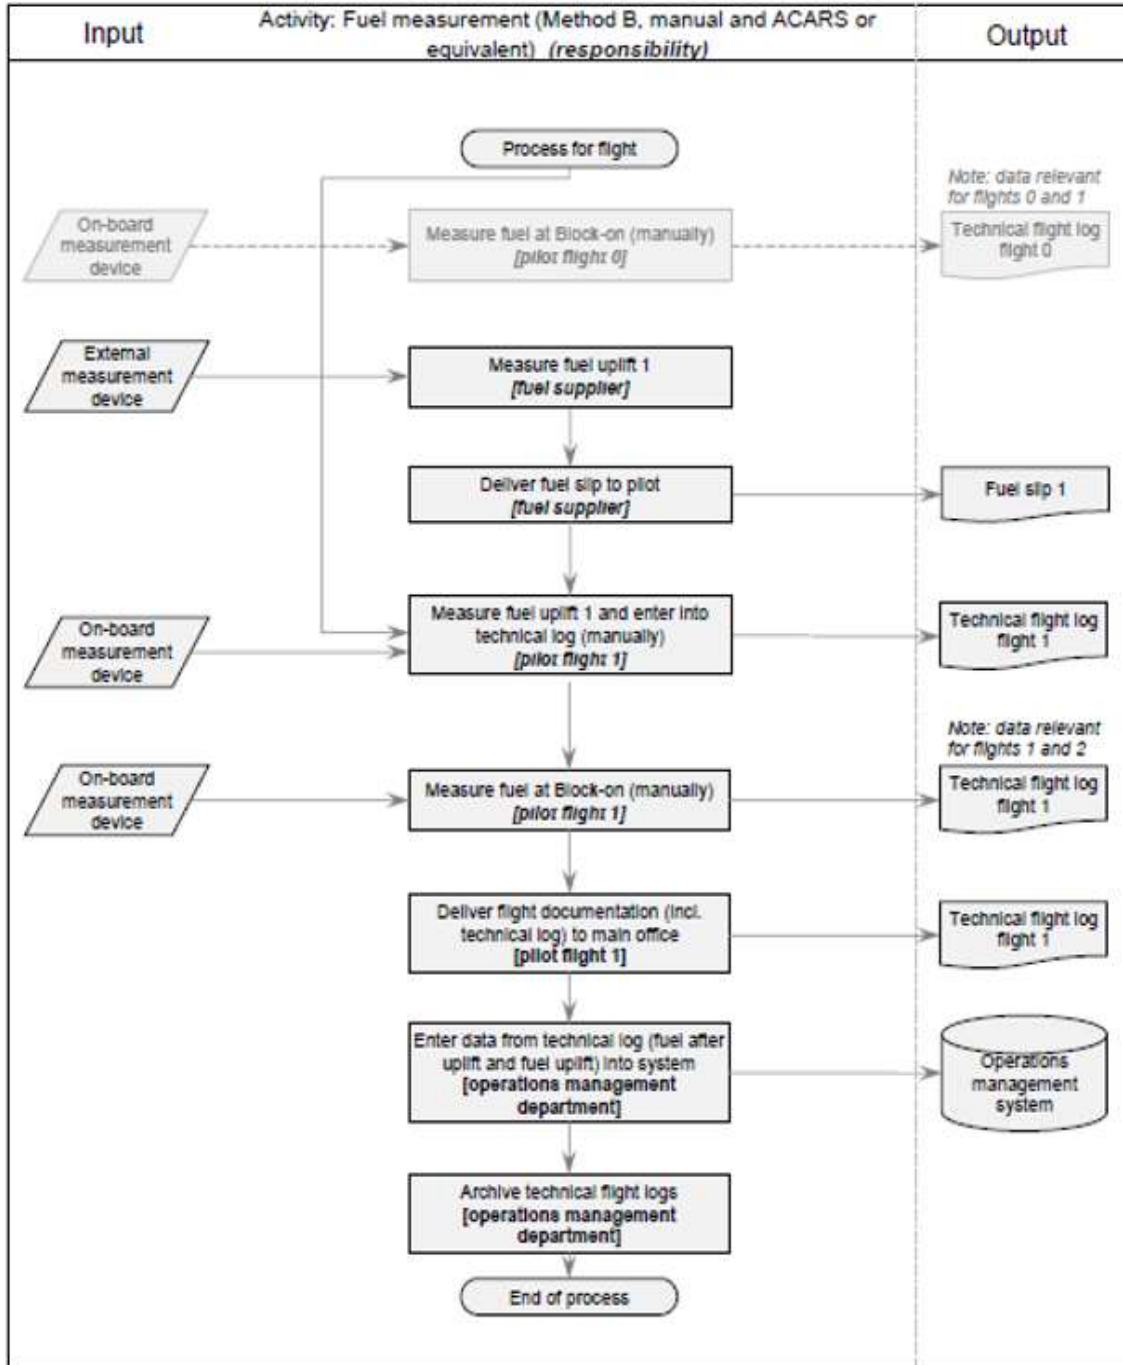 Input
Activity: Fuel measurement (Method B, manual and ACARS or
equivalent) (responsibility)
Output
Process for flight
Note: data relevant
for flights 0 and 1
On-board
measurement
device
Measure fuel at Block-on (manually)
[pilot flight 0]
Technical flight log
flight 0
External
measurement
device
Measure fuel uplift 1
[fuel supplier]
Deliver fuel slip to pilot
[fuel supplier]
Fuel slip 1
On-board
measurement
device
Measure fuel uplift 1 and enter into
technical log (manually)
[pilot flight 1]
Technical flight log
flight 1
Note: data relevant
for flights 1 and 2
On-board
measurement
device
Measure fuel at Block-on (manually)
[pilot flight 1]
Technical flight log
flight 1
Deliver flight documentation (incl.
technical log) to main office
[pilot flight 1]
Technical flight log
flight 1
Enter data from technical log (fuel after
uplift and fuel uplift) into system
[operations management
department]
Operations
management
system
Archive technical flight logs
[operations management
department]
End of process